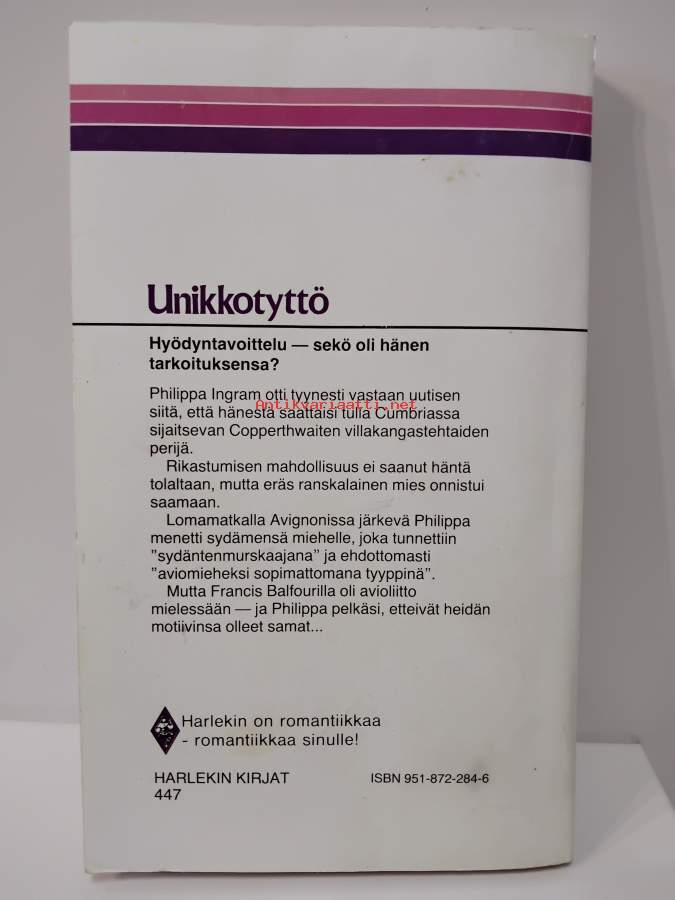 Unikkotyttö
Hyödyntavoittelu — sekö oli hänen
tarkoituksensa?
Philippa Ingram otti tyynesti vastaan uutisen
Antikvariaatti.net
siitä, että hänestä saattaisi tulla Cumbriassa
sijaitsevan Copperthwaiten villakangastehtaiden
perijä.
Rikastumisen mahdollisuus ei saanut häntä
tolaltaan, mutta eräs ranskalainen mies onnistui
saamaan.
Lomamatkalla Avignonissa järkevä Philippa
menetti sydämensä miehelle, joka tunnettiin
”sydäntenmurskaajana” ja ehdottomasti
”aviomieheksi sopimattomana tyyppinä”.
Mutta Francis Balfourilla oli avioliitto
mielessään — ja Philippa pelkäsi, etteivät heidän
motiivinsa olleet samat...
Harlekin on romantiikkaa
- romantiikkaa sinulle!
HARLEKIN KIRJAT
ISBN 951-872-284-6
447